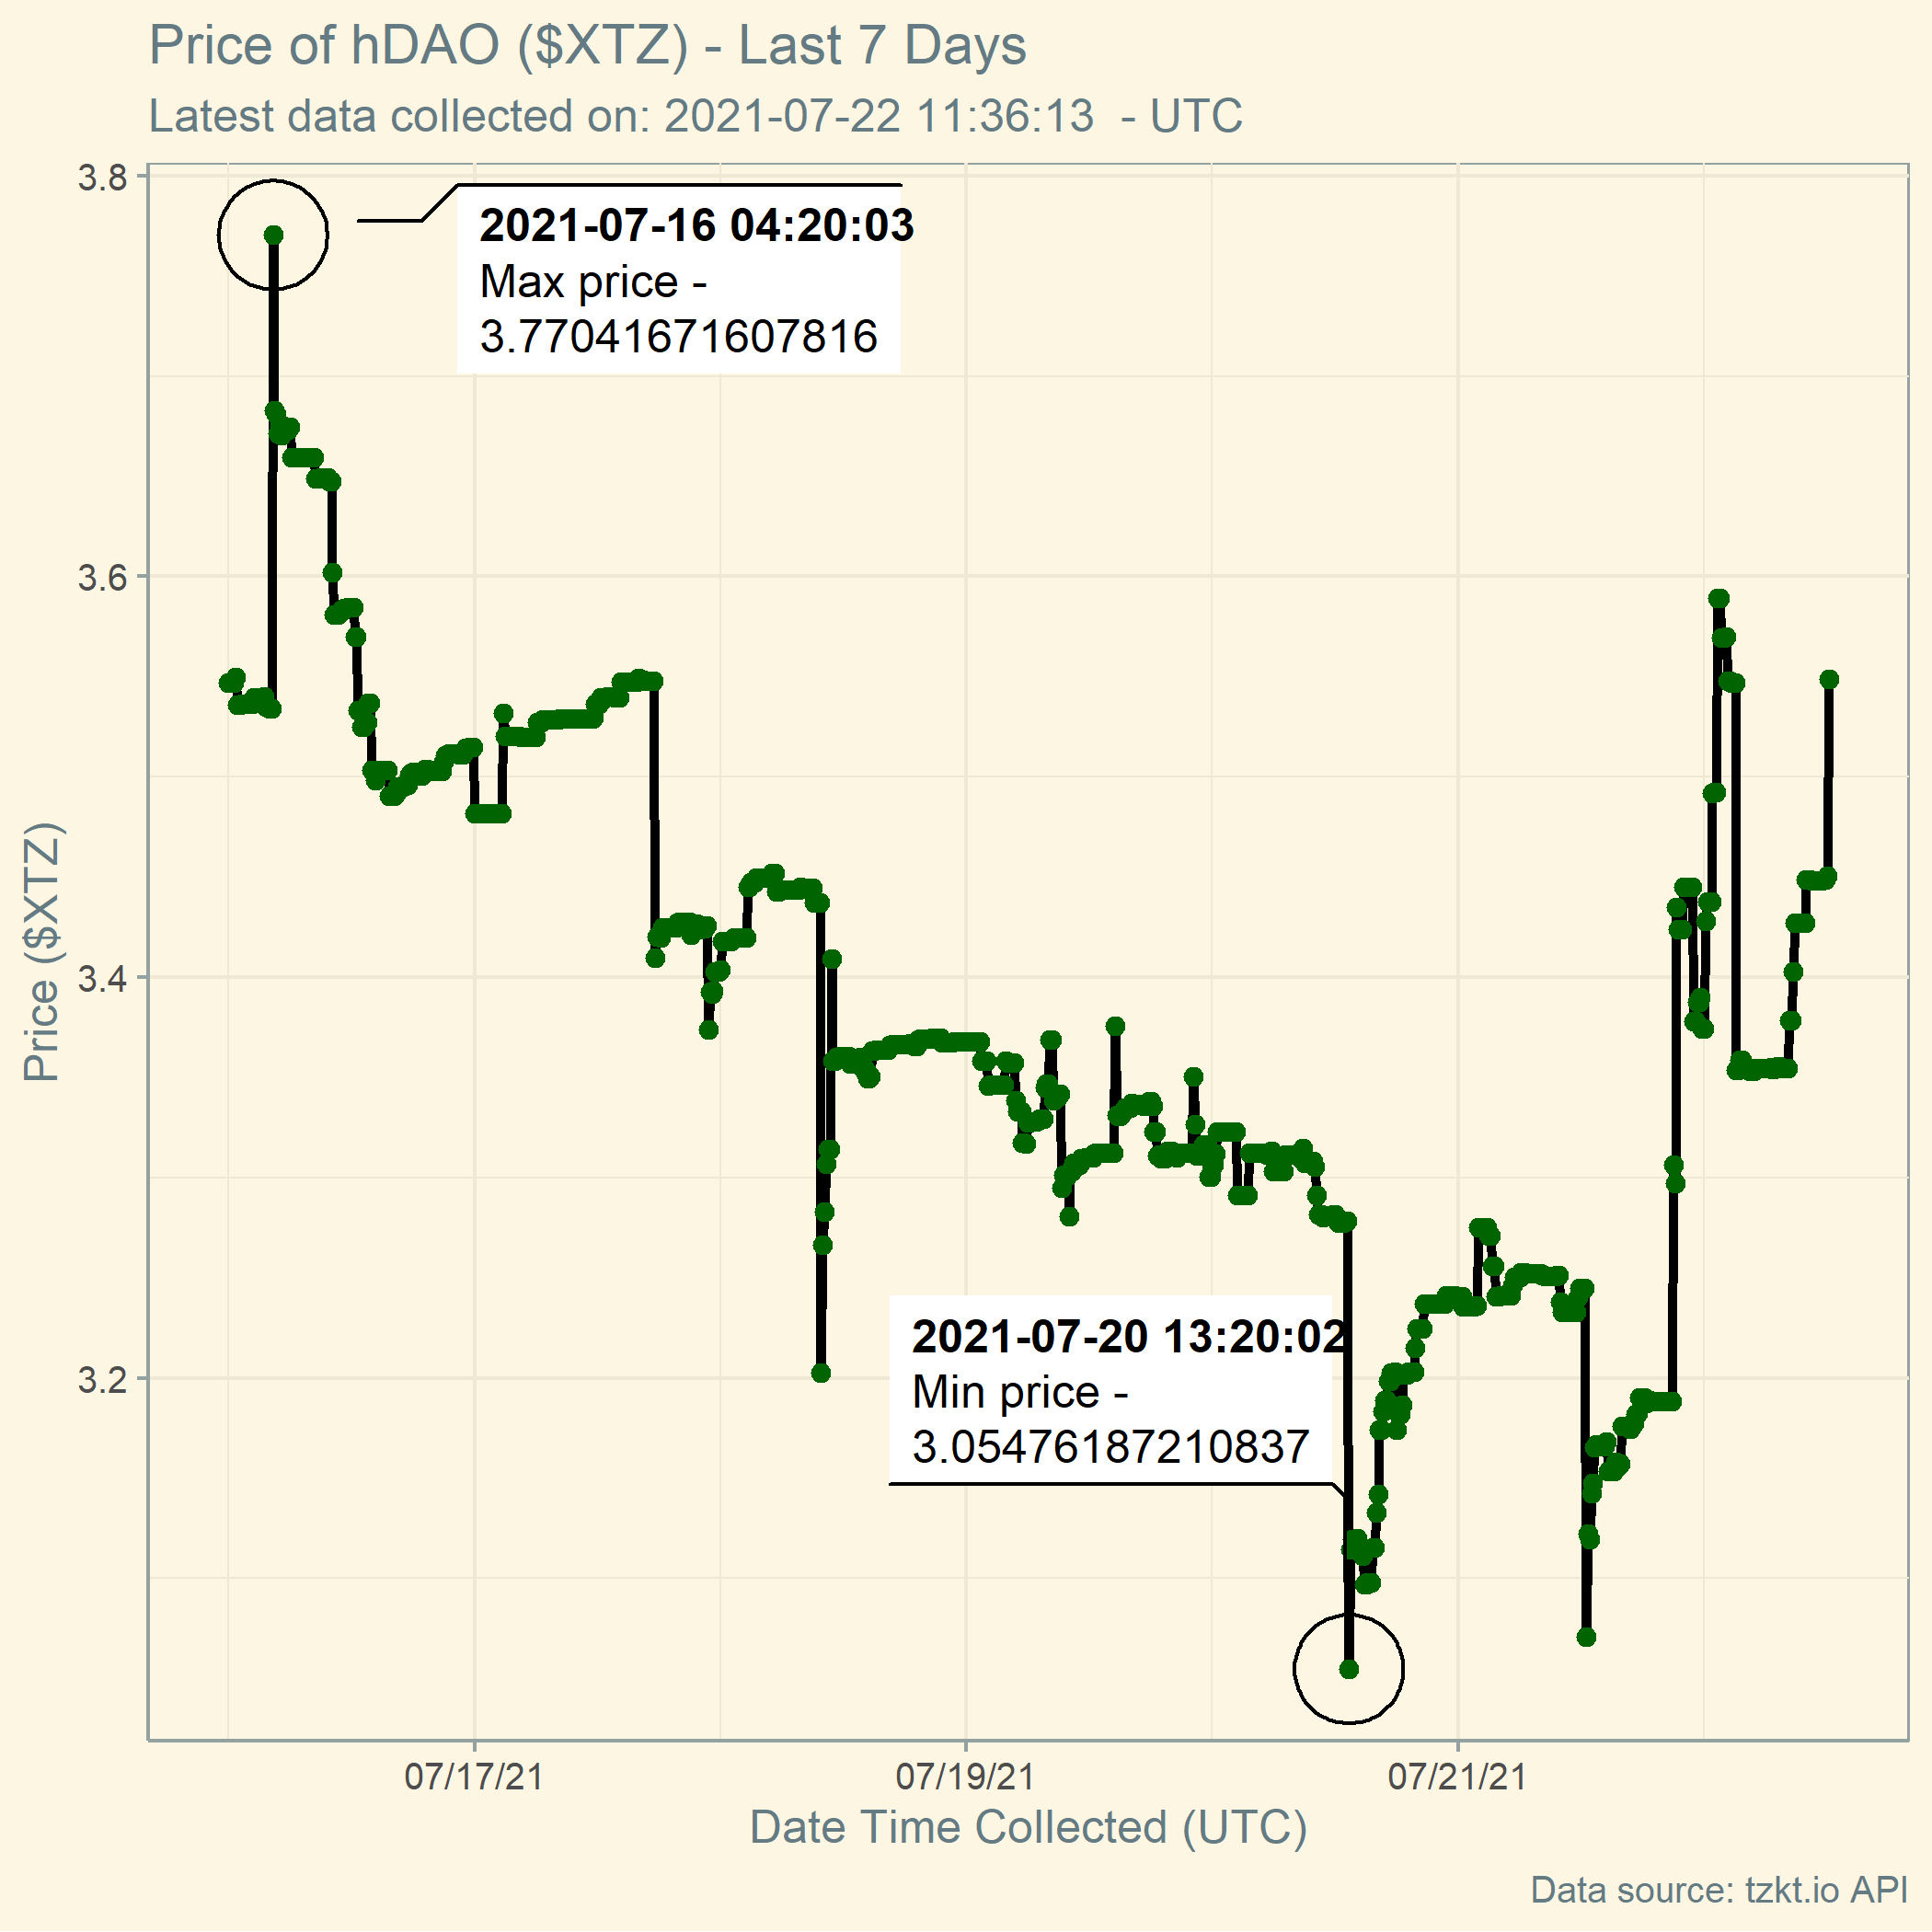 Price of hDAO ($XTZ) - Last 7 Days
Latest data collected on: 2021-07-22 11:36:13  - UTC
3.8
3.6
3.4
3.2
Price ($XTZ)
2021-07-16 04:20:03
Max price -
3.77041671607816
2021-07-20 13:20:02
Min price -
3.05476187210837
07/17/21
07/19/21
07/21/21
Date Time Collected (UTC)
Data source: tzkt.io API